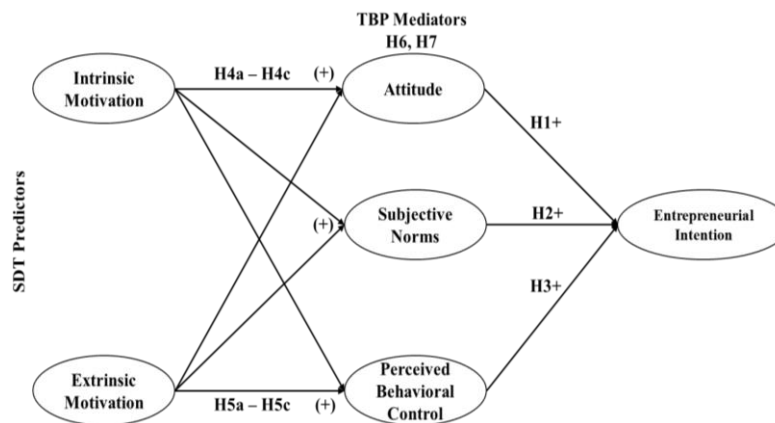 TBP Mediators
H6, H7
Intrinsic
Motivation
H4a – H4c (+)
Attitude
H1+
SDT Predictors
(+)
Subjective
Norms
H2+
Entrepreneurial
Intention
H3+
Extrinsic
Motivation
H5a – H5c (+)
Perceived
Behavioral
Control